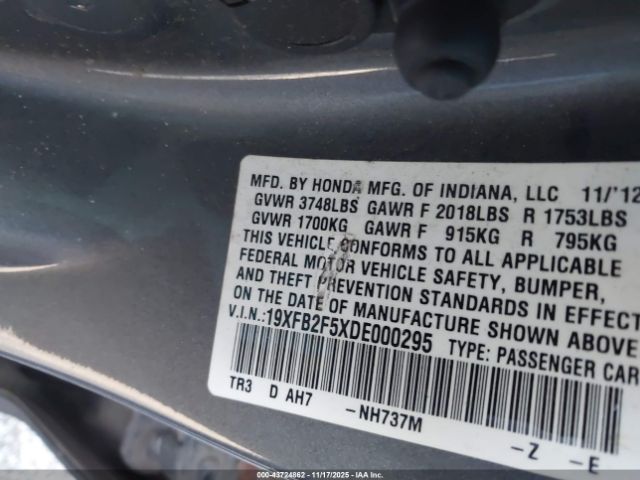 MFD. BY HONDA MFG. OF INDIANA, LLC 11/'12
GVWR 3748LBS GAWR F 2018LBS R 1753LBS
GVWR 1700KG GAWR F 915KG R 795KG
THIS VEHICLE CONFORMS TO ALL APPLICABLE
FEDERAL MOTOR VEHICLE SAFETY, BUMPER,
AND THEFT PREVENTION STANDARDS IN EFFECT
ON THE DATE OF MANUFACTURE SHOWN ABOVE
V.I.N.:19XFB2F5XDE000295 TYPE: PASSENGER CAR
TR3 D AH7 -NH737M -Z -E
000-43724862 - 11/17/2025 - IAAI.COM